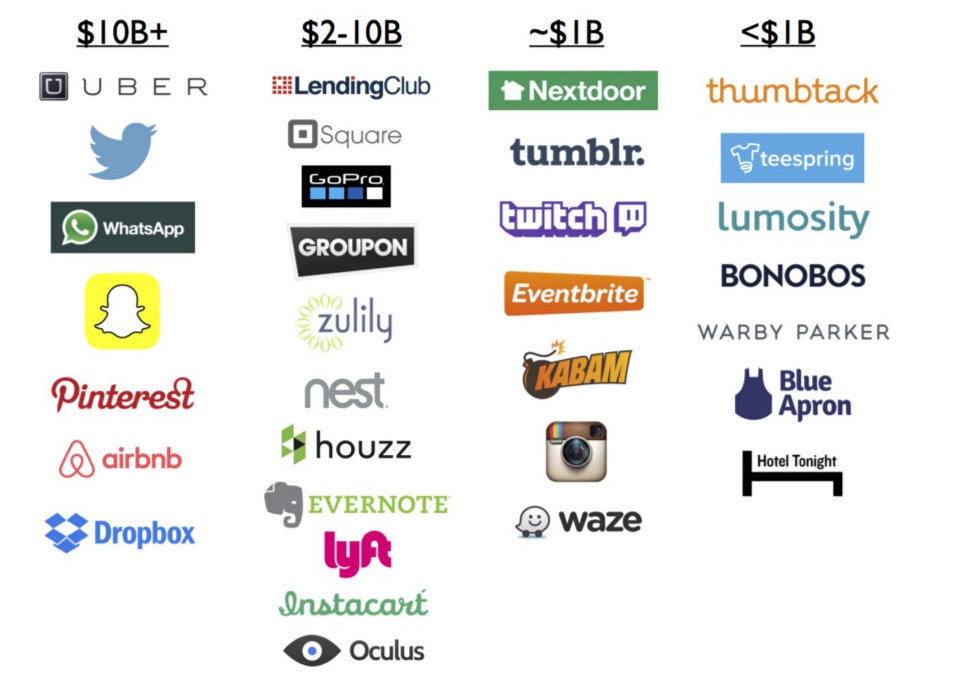 $10B+
UBER
WhatsApp
Pinterest
airbnb
Dropbox
$2-10B
LendingClub
Square
GoPro
GROUPON
zulily
nest
houzz
EVERNOTE
lyft
Instacart
Oculus
~$1B
Nextdoor
tumblr.
twitch
Eventbrite™
KABAM
waze
<$1B
thumbtack
teespring
lumosity
BONOBOS
WARBY PARKER
Blue
Apron
Hotel Tonight